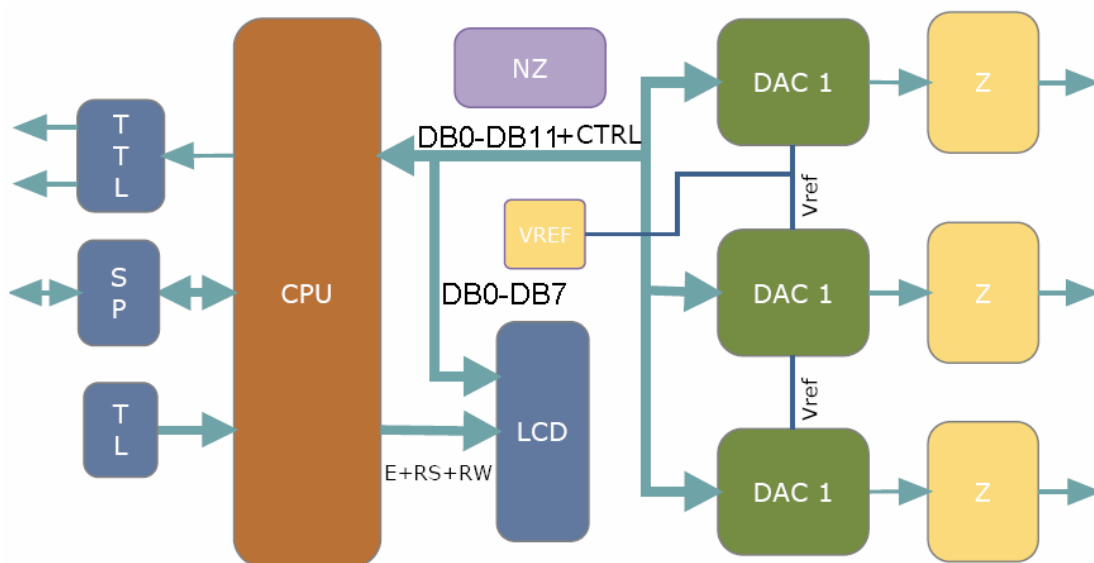 NZ
DAC 1
Z
T
T
L
DB0-DB11+CTRL
Vref
VREF
S
P
CPU
DB0-DB7
DAC 1
Z
Vref
T
L
LCD
E+RS+RW
DAC 1
Z